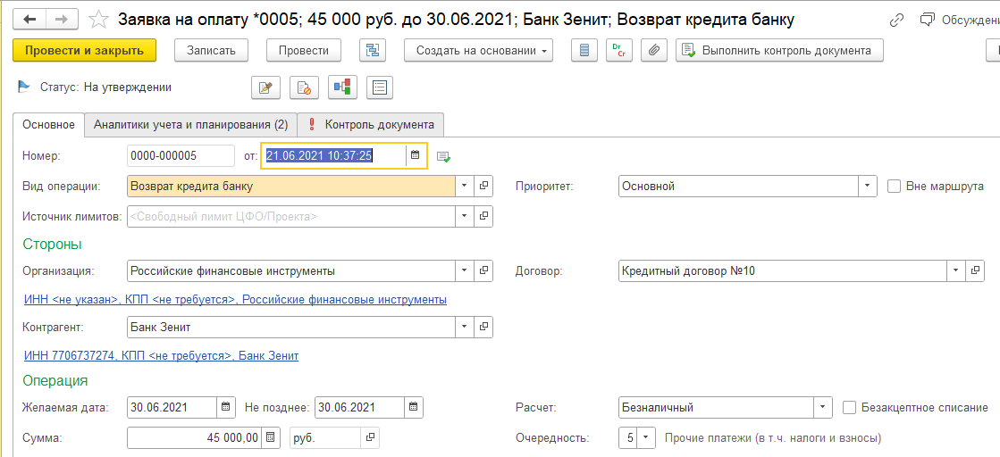 Заявка на оплату *0005; 45 000 руб. до 30.06.2021; Банк Зенит; Возврат кредита банку
Обсуждени
Провести и закрыть Записать Провести Создать на основании Dr Cr Выполнить контроль документа
Статус: На утверждении
Основное Аналитики учета и планирования (2) Контроль документа
Номер: 0000-000005 от: 21.06.2021 10:37:25
Вид операции: Возврат кредита банку Приоритет: Основной Вне маршрута
Источник лимитов: <Свободный лимит ЦФО/Проекта>
Стороны
Организация: Российские финансовые инструменты Договор: Кредитный договор №10
ИНН <не указан>, КПП <не требуется>, Российские финансовые инструменты
Контрагент: Банк Зенит
ИНН 7706737274, КПП <не требуется>, Банк Зенит
Операция
Желаемая дата: 30.06.2021 Не позднее: 30.06.2021 Расчет: Безналичный Безакцептное списание
Сумма: 45 000,00 руб. Очередность: 5 Прочие платежи (в т.ч. налоги и взносы)